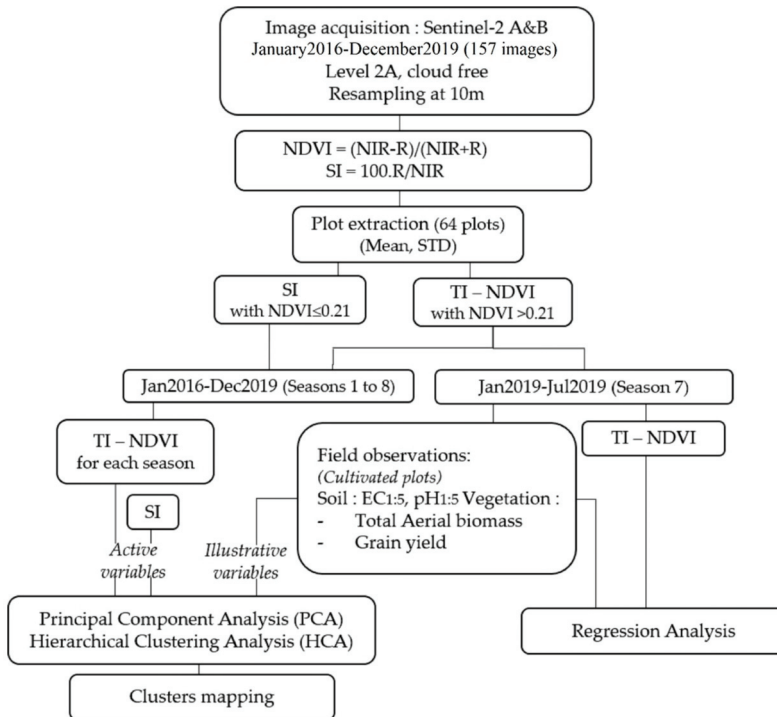 Image acquisition : Sentinel-2 A&B
January2016-December2019 (157 images)
Level 2A, cloud free
Resampling at 10m
NDVI = (NIR-R)/(NIR+R)
SI = 100.R/NIR
Plot extraction (64 plots)
(Mean, STD)
SI
with NDVI≤0.21
TI – NDVI
with NDVI >0.21
Jan2016-Dec2019 (Seasons 1 to 8)
Jan2019-Jul2019 (Season 7)
TI – NDVI
for each season
Field observations:
(Cultivated plots)
Soil : EC1:5, pH1:5 Vegetation :
- Total Aerial biomass
- Grain yield
TI – NDVI
SI
Active
variables
Illustrative
variables
Principal Component Analysis (PCA)
Hierarchical Clustering Analysis (HCA)
Regression Analysis
Clusters mapping